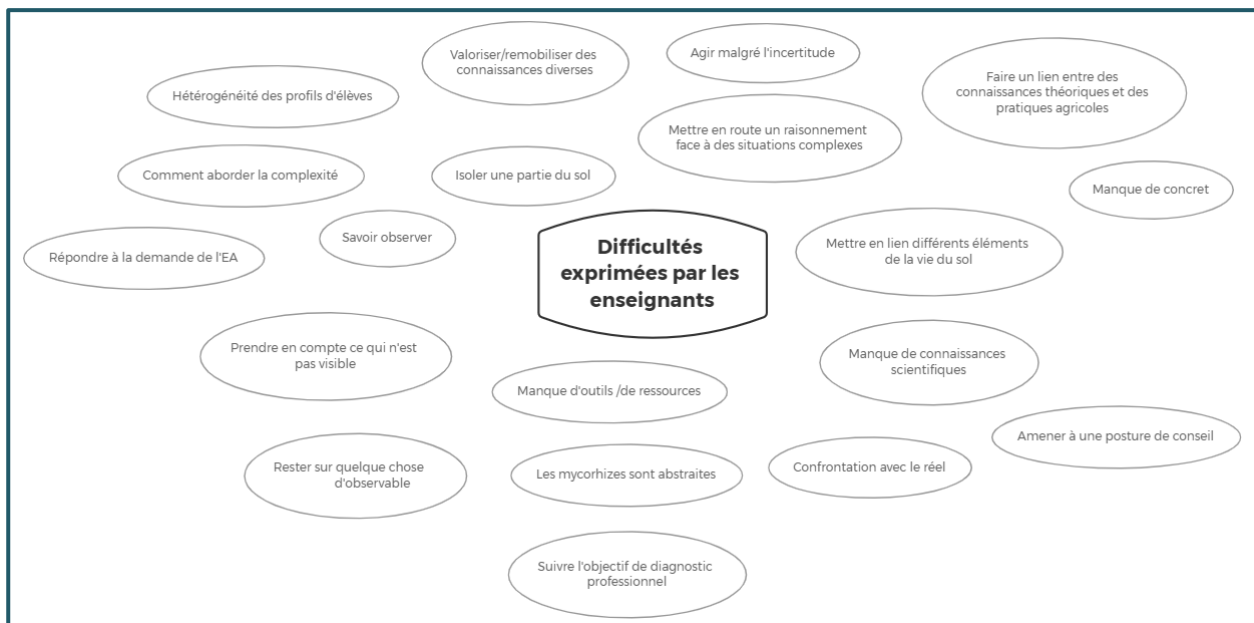 Valoriser/remobiliser des
connaissances diverses
Agir malgré l'incertitude
Faire un lien entre des
connaissances théoriques et des
pratiques agricoles
Hétérogénéité des profils d'élèves
Mettre en route un raisonnement
face à des situations complexes
Comment aborder la complexité
Isoler une partie du sol
Manque de concret
Savoir observer
Répondre à la demande de l'EA
Difficultés
exprimées par les
enseignants
Mettre en lien différents éléments
de la vie du sol
Prendre en compte ce qui n'est
pas visible
Manque de connaissances
scientifiques
Manque d'outils /de ressources
Amener à une posture de conseil
Rester sur quelque chose
d'observable
Les mycorhizes sont abstraites
Confrontation avec le réel
Suivre l'objectif de diagnostic
professionnel